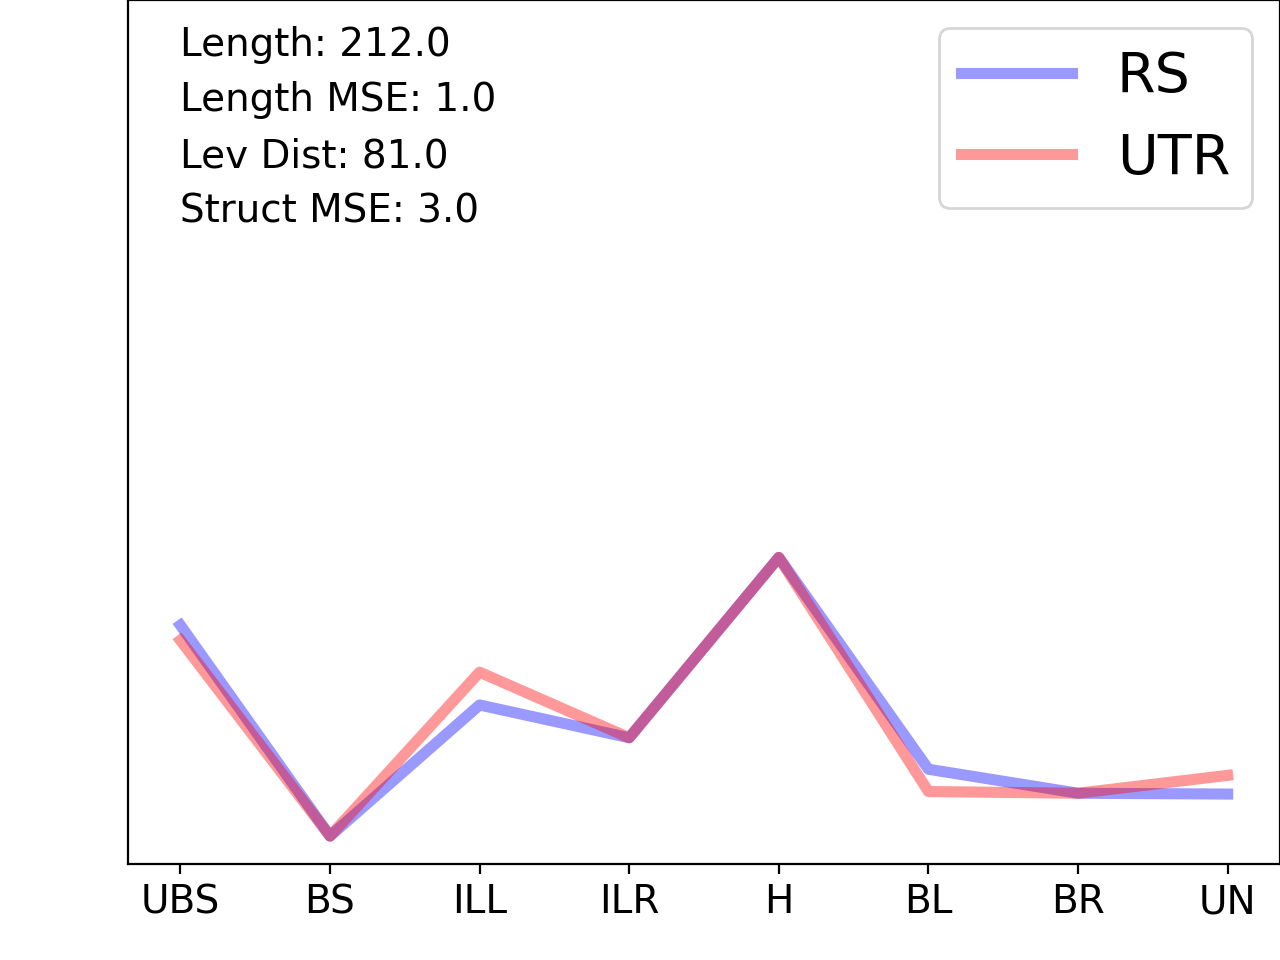 Length: 212.0
Length MSE: 1.0
Lev Dist: 81.0
Struct MSE: 3.0
RS
UTR
UBS BS ILL ILR H BL BR UN